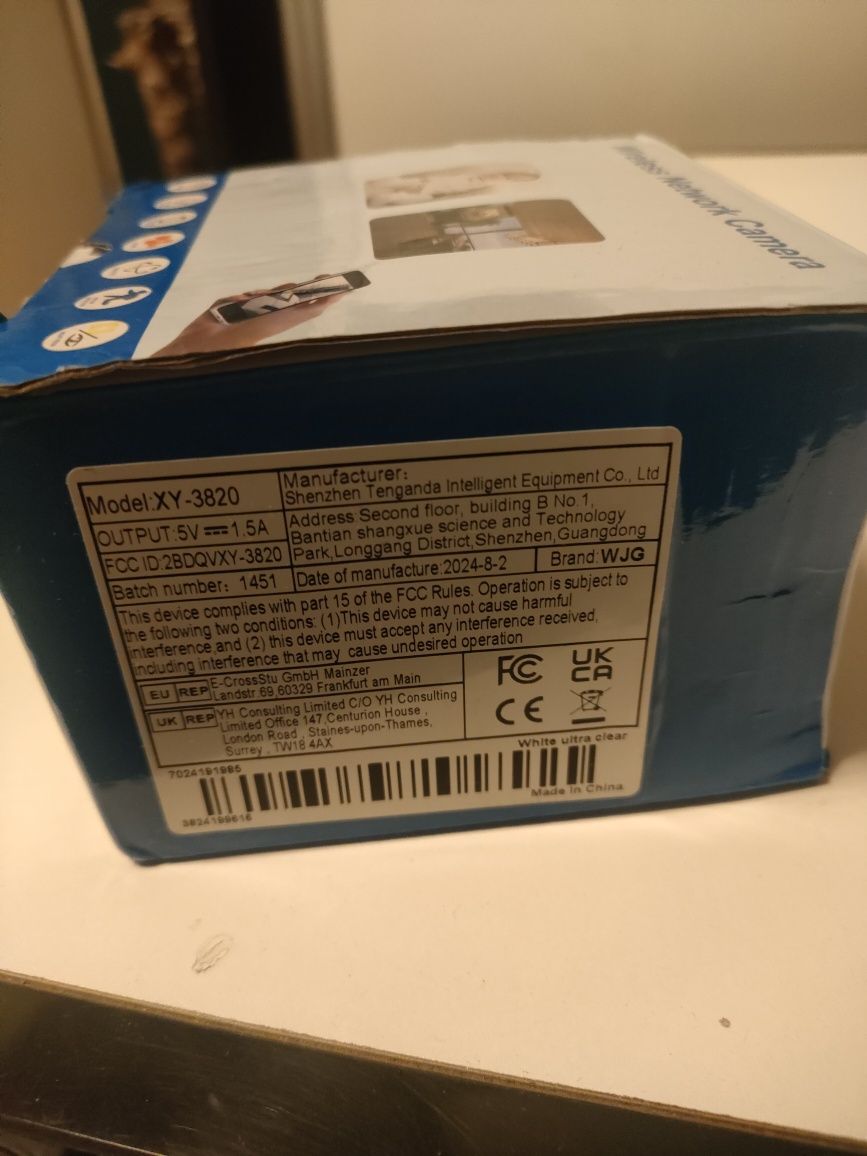 Wireless Network Camera
Model:XY-3820
OUTPUT:5V⎓1.5A
FCC ID:2BDQVXY-3820
Batch number: 1451
Manufacturer:
Shenzhen Tenganda Intelligent Equipment Co., Ltd
Address:Second floor, building B No.1,
Bantian shangxue science and Technology
Park,Longgang District,Shenzhen,Guangdong
Date of manufacture:2024-8-2
Brand:WJG
This device complies with part 15 of the FCC Rules. Operation is subject to
the following two conditions: (1)This device may not cause harmful
interference,and (2) this device must accept any interference received,
including interference that may cause undesired operation
EU REP
E-CrossStu GmbH Mainzer
Landstr.69,60329 Frankfurt am Main
UK REP
YH Consulting Limited C/O YH Consulting
Limited Office 147,Centurion House,
London Road, Staines-upon-Thames,
Surrey, TW18 4AX
FC
UK
CA
CE
White ultra clear
7024191985
3824199616
Made in China